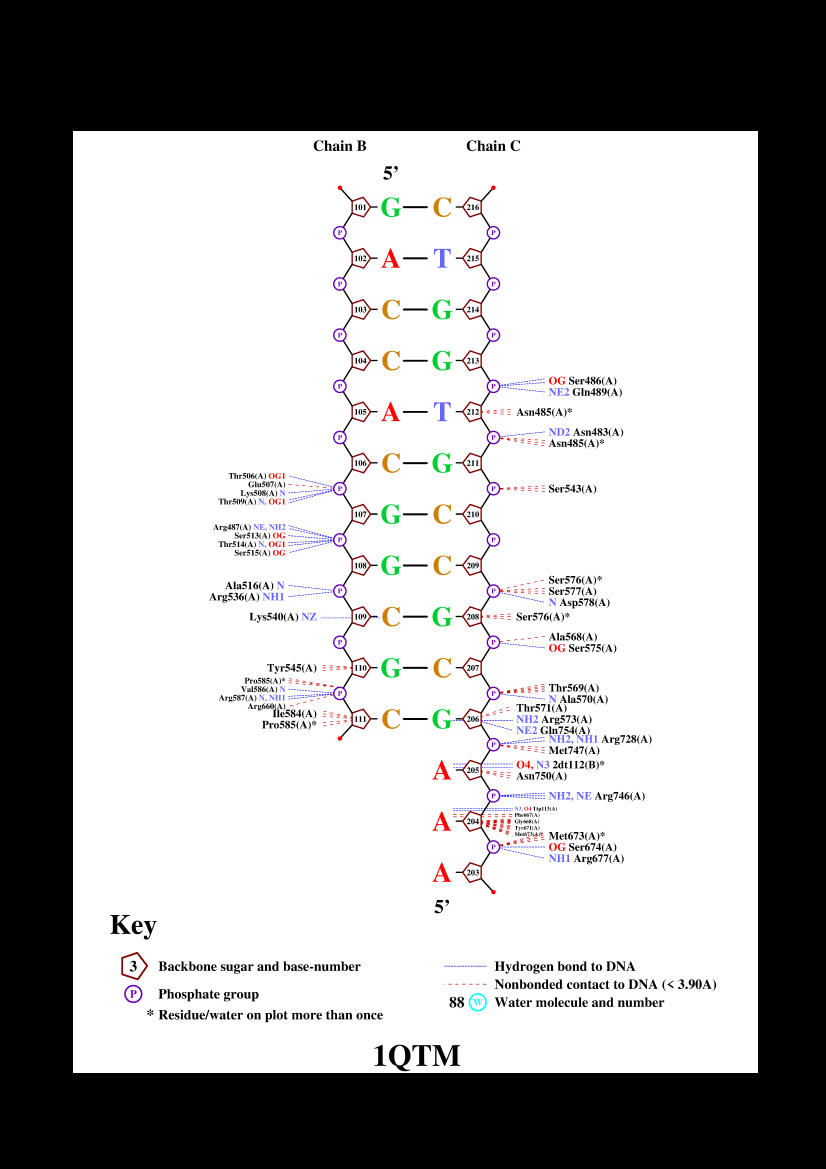 Chain B Chain C
5’
101 G C 216
P P
102 A T 215
P P
103 C G 214
P P
104 C G 213
OG Ser486(A)
P P
NE2 Gln489(A)
105 A T 212 Asn485(A)*
ND2 Asn483(A)
P P
Asn485(A)*
106 C G 211
Thr506(A) OG1
Glu507(A)
P P Ser543(A)
Lys508(A) N
Thr509(A) N, OG1
107 G C 210
Arg487(A) NE, NH2
Ser513(A) OG
P P
Thr514(A) N, OG1
Ser515(A) OG
108 G C 209
Ser576(A)*
Ala516(A) N
P P Ser577(A)
Arg536(A) NH1
N Asp578(A)
Lys540(A) NZ 109 C G 208 Ser576(A)*
Ala568(A)
P P
OG Ser575(A)
Tyr545(A) 110 G C 207
Pro585(A)*
Val586(A) N
Thr569(A)
P P
Arg587(A) N, NH1
N Ala570(A)
Arg660(A)
Thr571(A)
Ile584(A)
111 C G 206
NH2 Arg573(A)
Pro585(A)*
NE2 Gln754(A)
NH2, NH1 Arg728(A)
P
Met747(A)
O4, N3 2dt112(B)*
A 205
Asn750(A)
P NH2, NE Arg746(A)
N3, O4 Ttp113(A)
Phe667(A)
A 204
Gly668(A)
Tyr671(A)
Met673(A)*
Met673(A)*
P OG Ser674(A)
NH1 Arg677(A)
A 203
5’
Key
3 Backbone sugar and base-number
Hydrogen bond to DNA
Nonbonded contact to DNA (< 3.90A)
P Phosphate group
88 W Water molecule and number
* Residue/water on plot more than once
1QTM